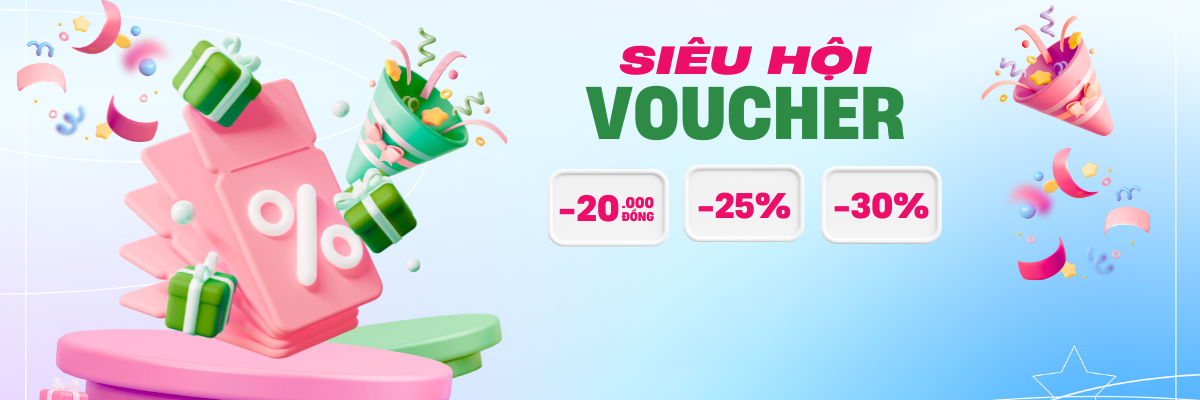 SIÊU HỘI
VOUCHER
-20.000 ĐỒNG
-25%
-30%
%